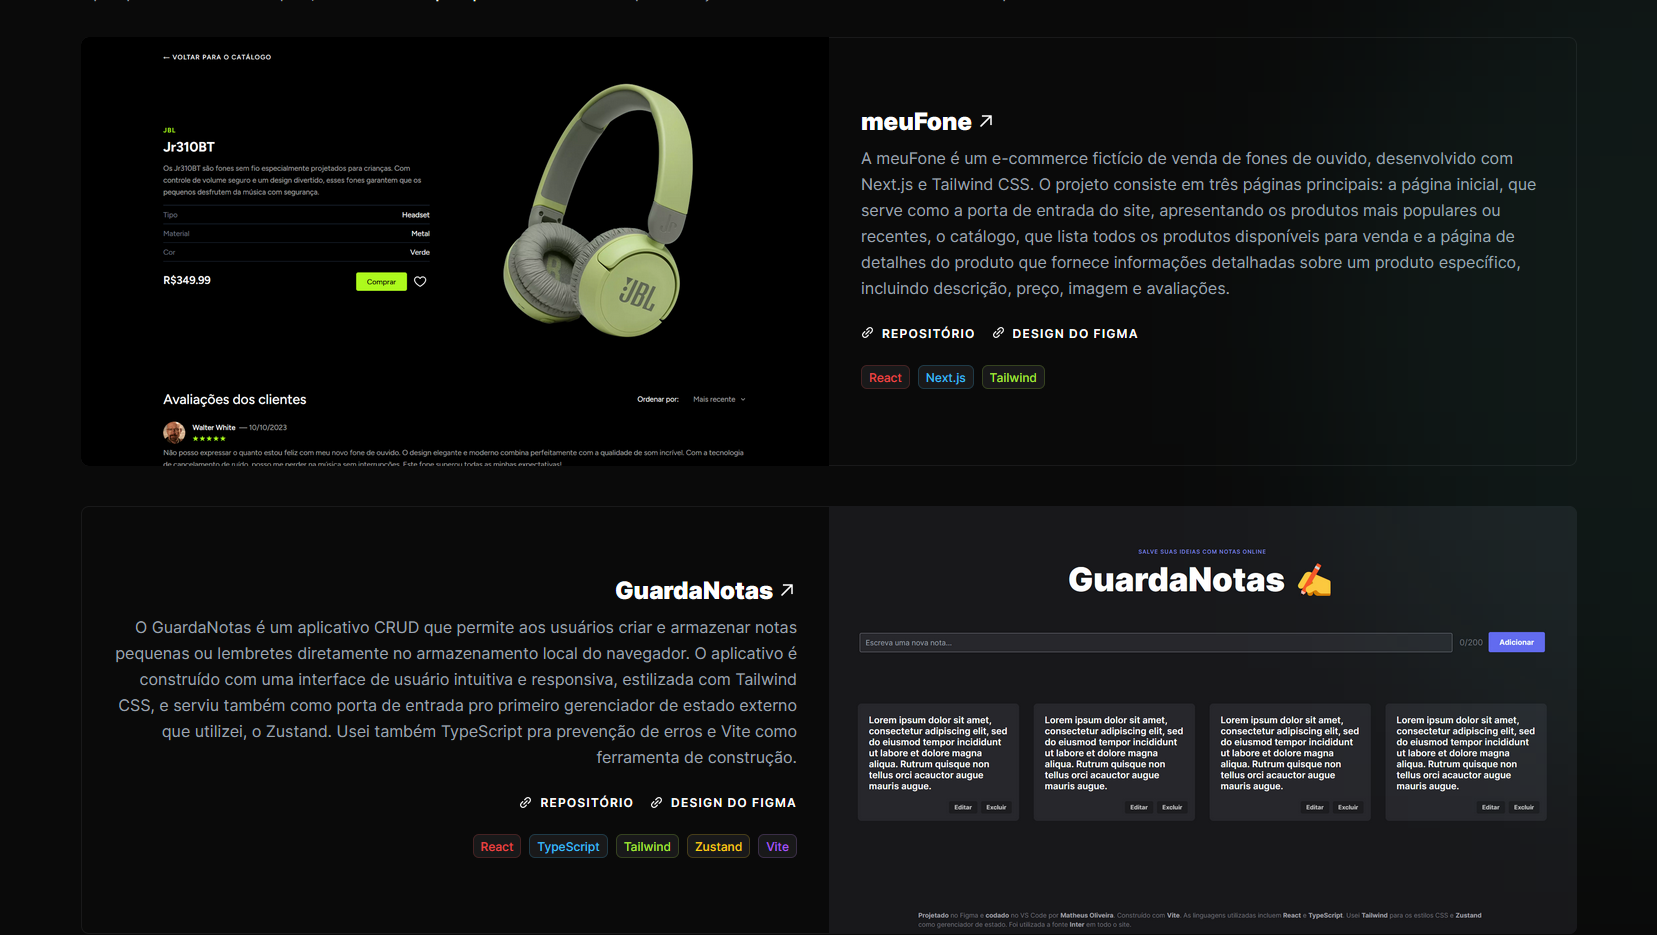 ← VOLTAR PARA O CATÁLOGO
JBL
Jr310BT
Os Jr310BT são fones sem fio especialmente projetados para crianças. Com
controle de volume seguro e um design divertido, esses fones garantem que os
pequenos desfrutem da música com segurança.
Tipo Headset
Material Metal
Cor Verde
R$349.99 Comprar
JBL
Avaliações dos clientes
Ordenar por: Mais recente
Walter White — 10/10/2023
★★★★★
Não posso expressar o quanto estou feliz com meu novo fone de ouvido. O design elegante e moderno combina perfeitamente com a qualidade de som incrível. Com a tecnologia
de cancelamento de ruído, posso me perder na música sem interrupções. Este fone superou todas as minhas expectativas!
meuFone ↗
A meuFone é um e-commerce fictício de venda de fones de ouvido, desenvolvido com
Next.js e Tailwind CSS. O projeto consiste em três páginas principais: a página inicial, que
serve como a porta de entrada do site, apresentando os produtos mais populares ou
recentes, o catálogo, que lista todos os produtos disponíveis para venda e a página de
detalhes do produto que fornece informações detalhadas sobre um produto específico,
incluindo descrição, preço, imagem e avaliações.
REPOSITÓRIO DESIGN DO FIGMA
React Next.js Tailwind
GuardaNotas ↗
O GuardaNotas é um aplicativo CRUD que permite aos usuários criar e armazenar notas
pequenas ou lembretes diretamente no armazenamento local do navegador. O aplicativo é
construído com uma interface de usuário intuitiva e responsiva, estilizada com Tailwind
CSS, e serviu também como porta de entrada pro primeiro gerenciador de estado externo
que utilizei, o Zustand. Usei também TypeScript pra prevenção de erros e Vite como
ferramenta de construção.
REPOSITÓRIO DESIGN DO FIGMA
React TypeScript Tailwind Zustand Vite
SALVE SUAS IDEIAS COM NOTAS ONLINE
GuardaNotas ✍️
Escreva uma nova nota... 0/200 Adicionar
Lorem ipsum dolor sit amet,
consectetur adipiscing elit, sed
do eiusmod tempor incididunt
ut labore et dolore magna
aliqua. Rutrum quisque non
tellus orci acauctor augue
mauris augue.
Editar Excluir
Lorem ipsum dolor sit amet,
consectetur adipiscing elit, sed
do eiusmod tempor incididunt
ut labore et dolore magna
aliqua. Rutrum quisque non
tellus orci acauctor augue
mauris augue.
Editar Excluir
Lorem ipsum dolor sit amet,
consectetur adipiscing elit, sed
do eiusmod tempor incididunt
ut labore et dolore magna
aliqua. Rutrum quisque non
tellus orci acauctor augue
mauris augue.
Editar Excluir
Lorem ipsum dolor sit amet,
consectetur adipiscing elit, sed
do eiusmod tempor incididunt
ut labore et dolore magna
aliqua. Rutrum quisque non
tellus orci acauctor augue
mauris augue.
Editar Excluir
Projetado no Figma e codado no VS Code por Matheus Oliveira. Construído com Vite. As linguagens utilizadas incluem React e TypeScript. Usei Tailwind para os estilos CSS e Zustand
como gerenciador de estado. Foi utilizada a fonte Inter em todo o site.